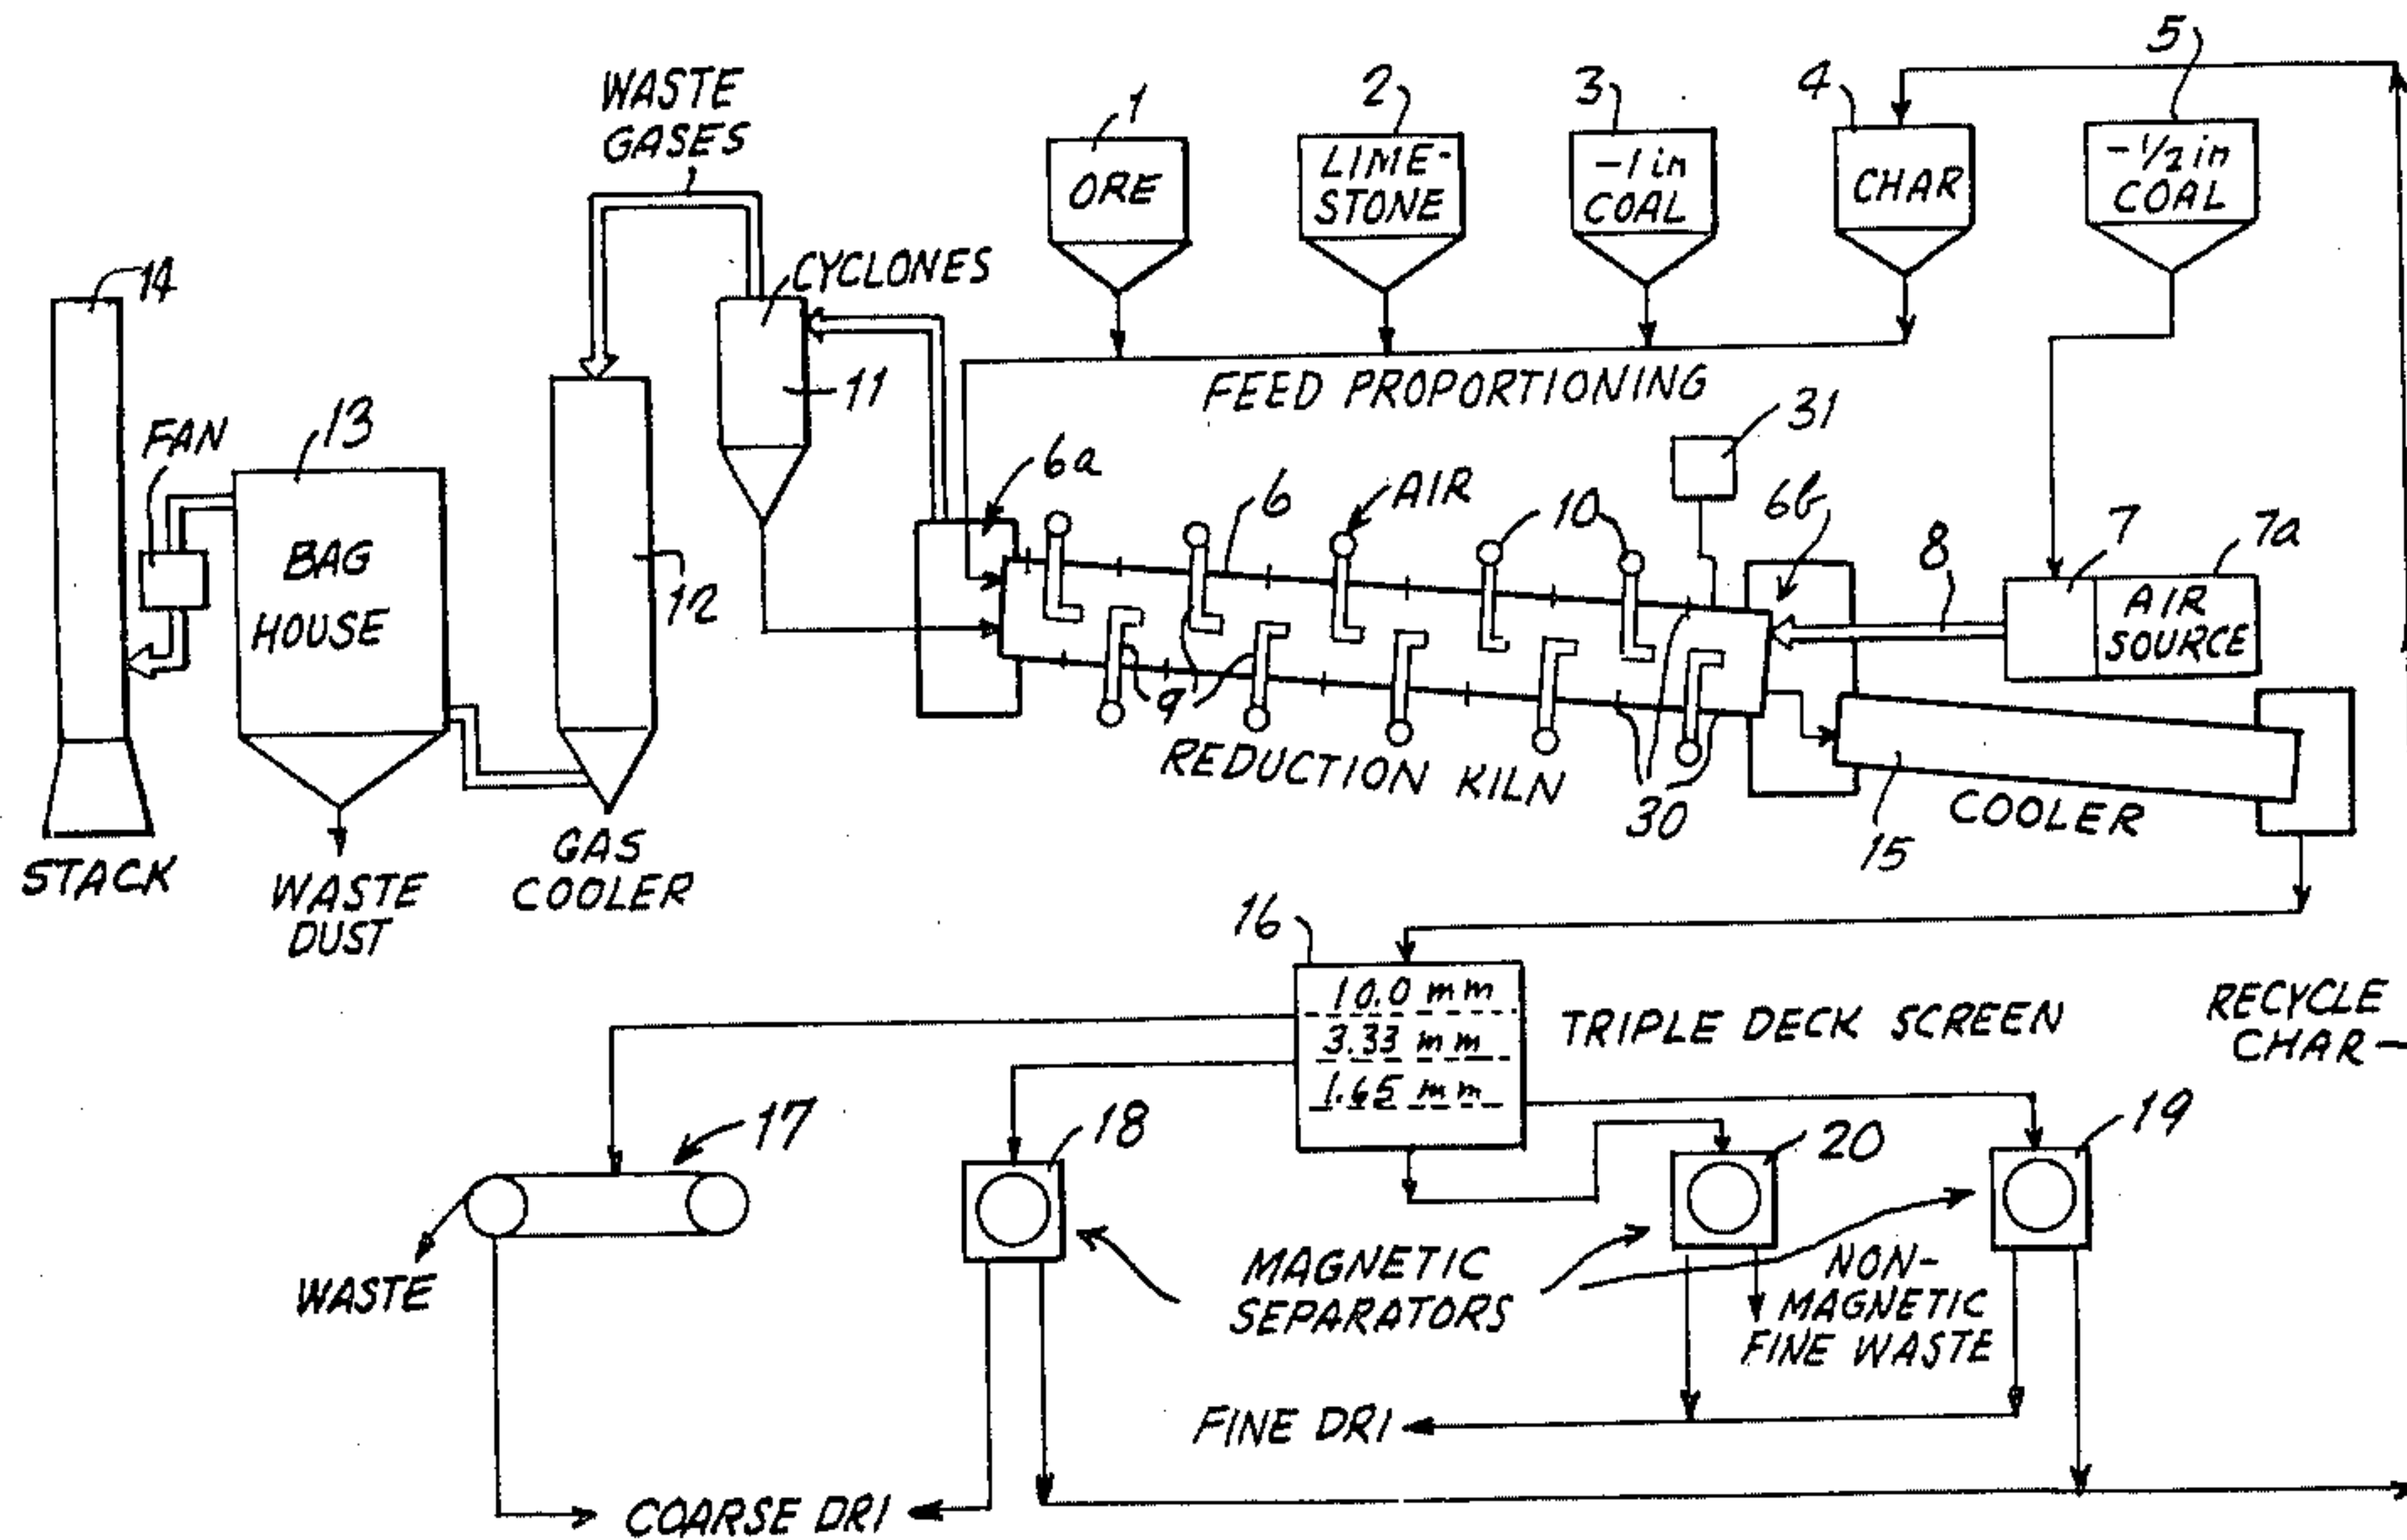 5
1
2
3
4
WASTE
GASES
ORE
LIME-
STONE
-1 in
COAL
CHAR
-1/2 in
COAL
14
CYCLONES
11
FEED PROPORTIONING
31
FAN
13
6a
6
AIR
10
6b
7
7a
8
BAG
HOUSE
12
9
AIR
SOURCE
REDUCTION KILN
30
COOLER
15
STACK
WASTE
DUST
GAS
COOLER
16
10.0 mm
3.33 mm
1.65 mm
TRIPLE DECK SCREEN
RECYCLE
CHAR
17
18
20
19
WASTE
MAGNETIC
SEPARATORS
NON-
MAGNETIC
FINE WASTE
FINE DRI
COARSE DRI